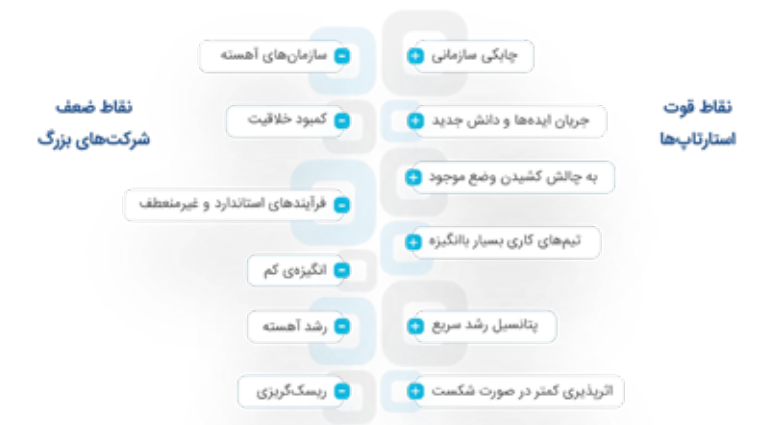 نقاط قوت
استارتاپ‌ها
چابکی سازمانی
جریان ایده‌ها و دانش جدید
به چالش کشیدن وضع موجود
تیم‌های کاری بسیار باانگیزه
پتانسیل رشد سریع
اثرپذیری کمتر در صورت شکست
نقاط ضعف
شرکت‌های بزرگ
سازمان‌های آهسته
کمبود خلاقیت
فرآیندهای استاندارد و غیرمنعطف
انگیزه‌ی کم
رشد آهسته
ریسک‌گریزی